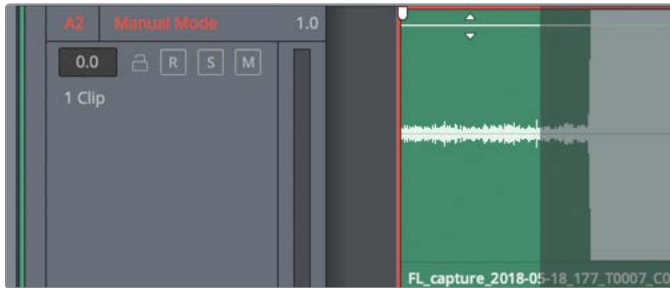 A2 Manual Mode 1.0
0.0 R S M
1 Clip
FL_capture_2018-05-18_177_T0007_C0